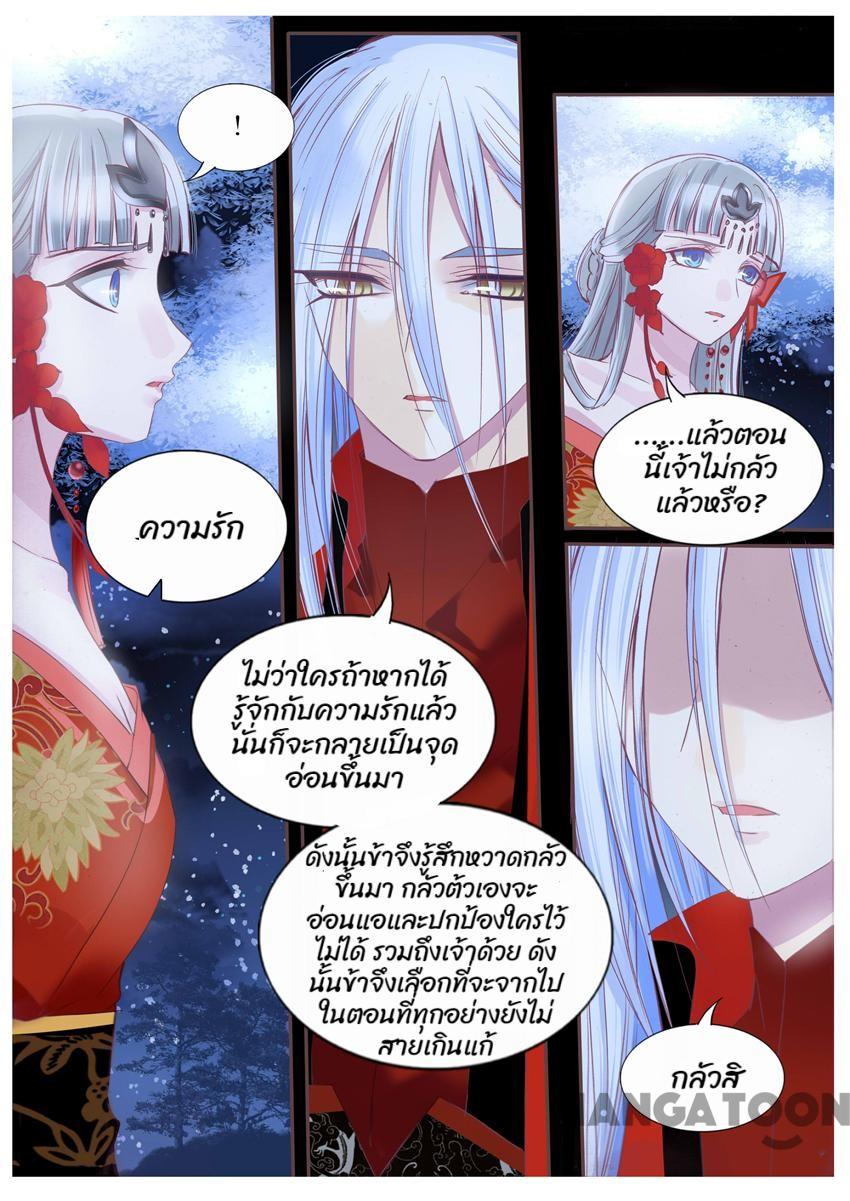 !
ความรัก
ไม่ว่าใครถ้าหากได้
รู้จักกับความรักแล้ว
นั่นก็จะกลายเป็นจุด
อ่อนขึ้นมา
ดังนั้นข้าจึงรู้สึกหวาดกลัว
ขึ้นมา กลัวตัวเองจะ
อ่อนแอและปกป้องใครไว้
ไม่ได้ รวมถึงเจ้าด้วย ดัง
นั้นข้าจึงเลือกที่จะจากไป
ในตอนที่ทุกอย่างยังไม่
สายเกินแก้
......แล้วตอน
นี้เจ้าไม่กลัว
แล้วหรือ?
กลัวสิ
MANGATOON